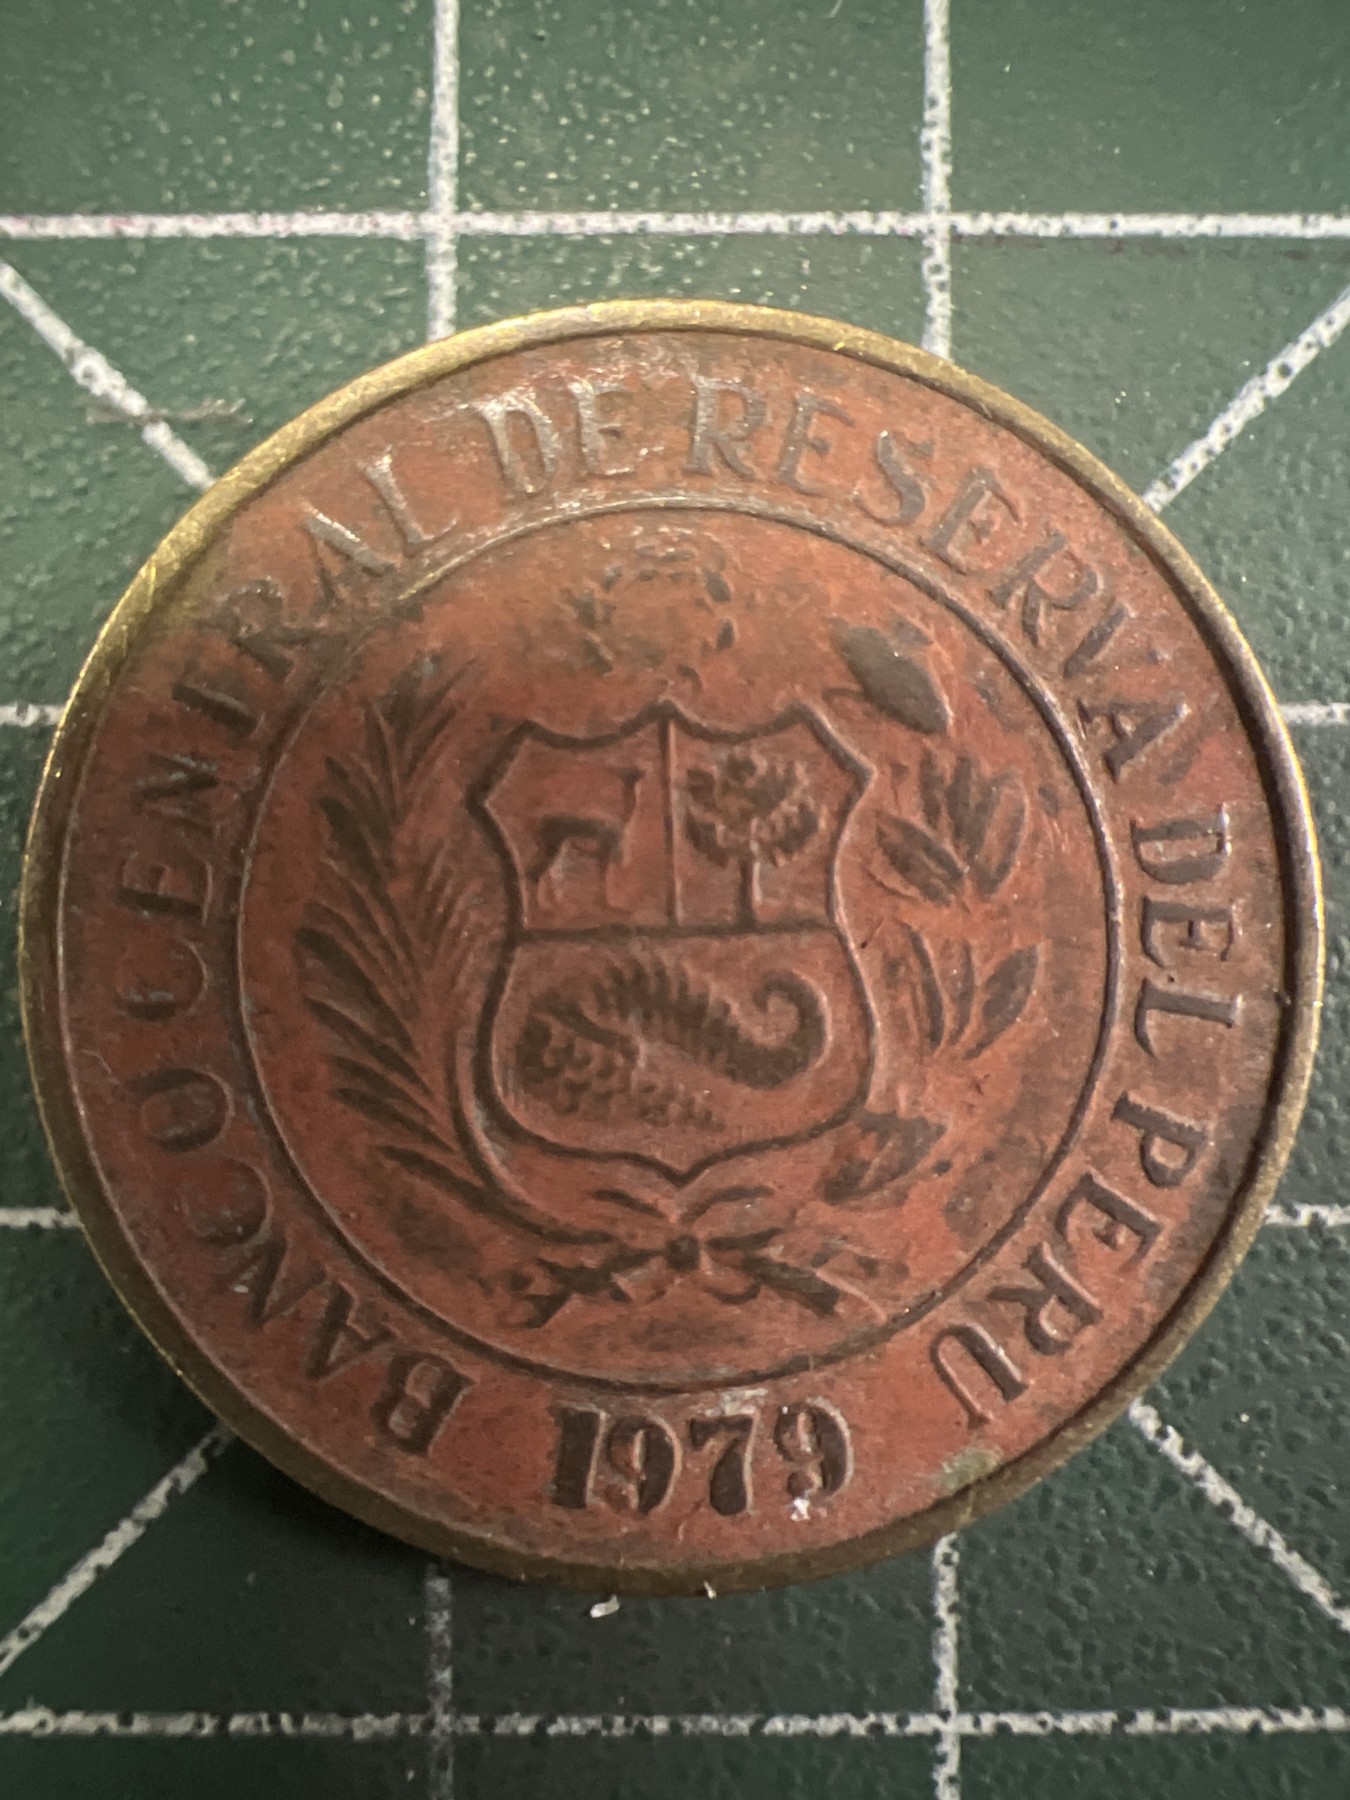 BANCO CENTRAL DE RESERVA DEL PERU
1979